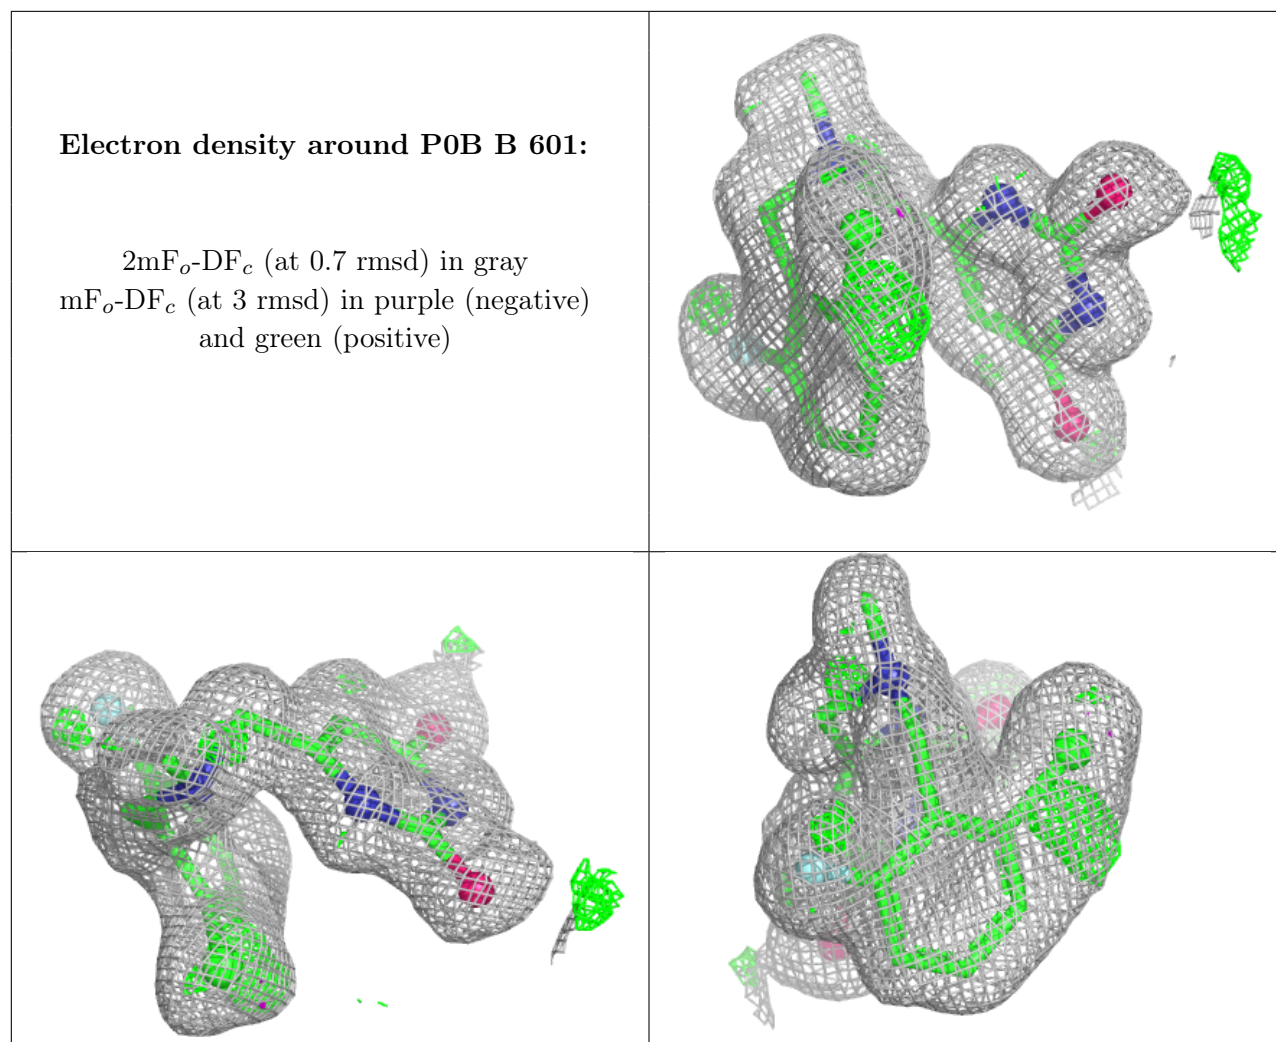 Electron density around P0B B 601:
2mFo-DFc (at 0.7 rmsd) in gray
mFo-DFc (at 3 rmsd) in purple (negative)
and green (positive)